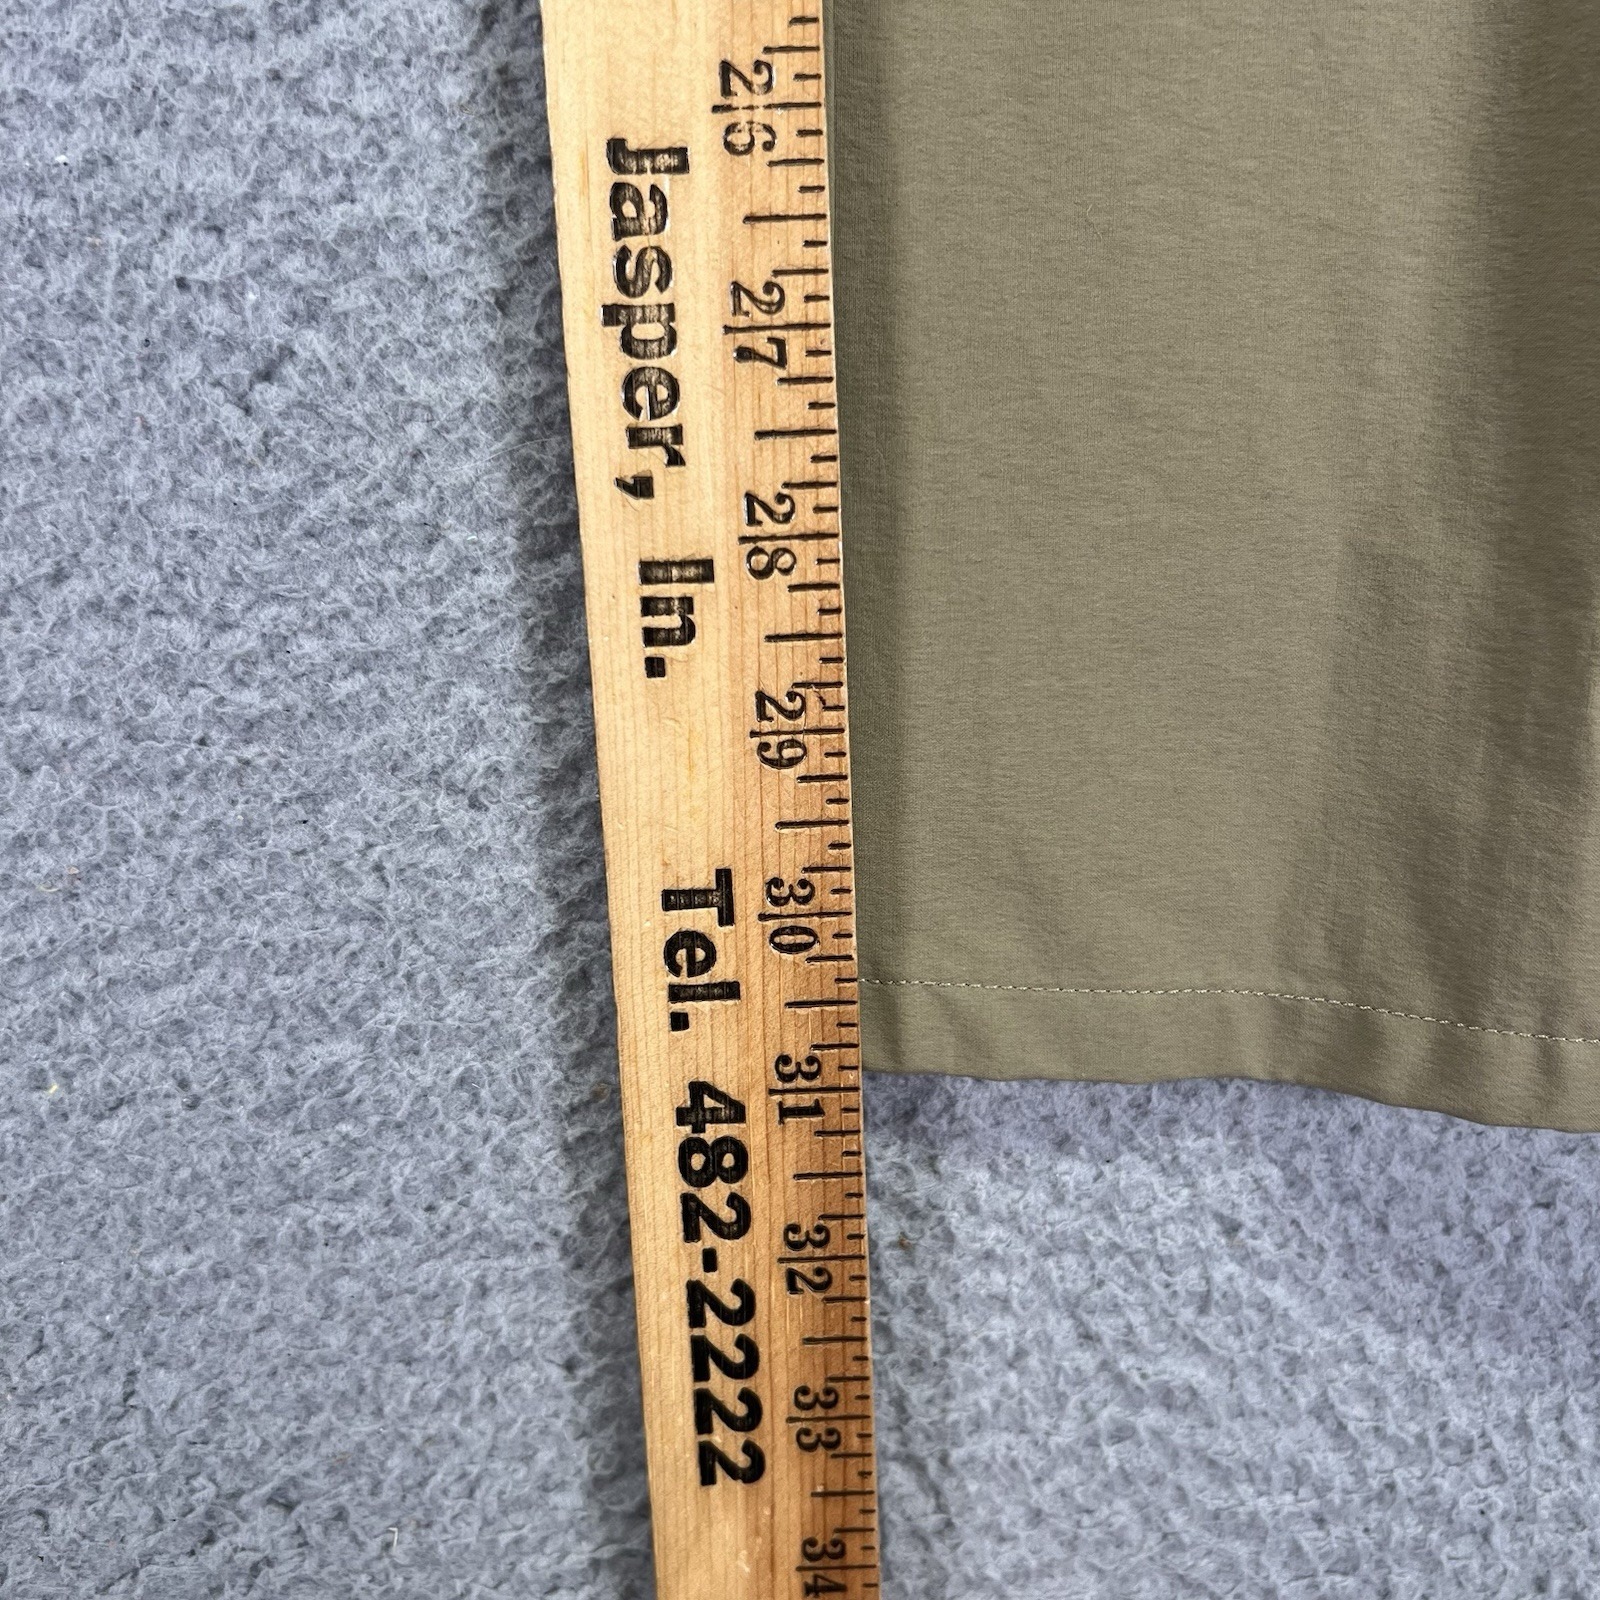 26 27 28 29 30 31 32 33 34
Jasper, In. Tel. 482-2222